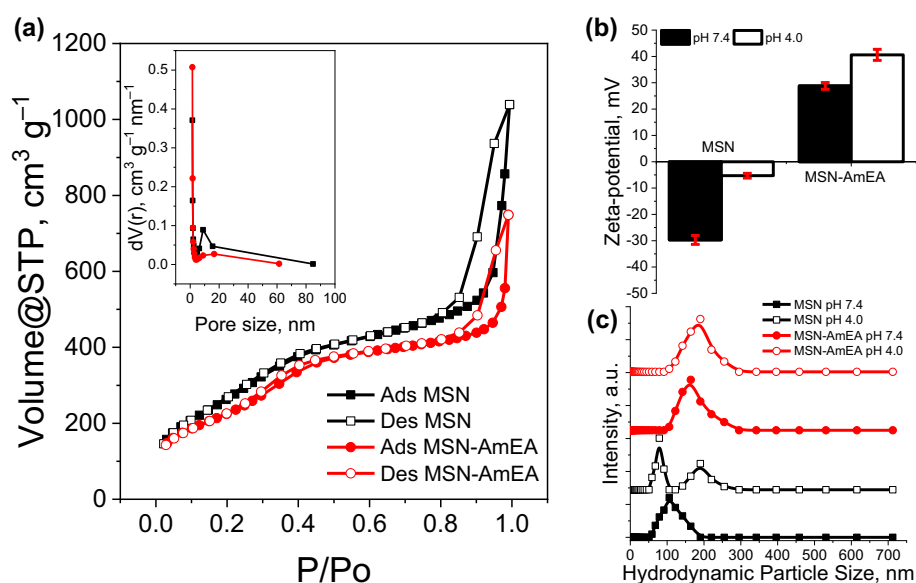 (a)
1200
1000
800
600
400
200
0
Volume@STP, cm³ g⁻¹
0.0 0.2 0.4 0.6 0.8 1.0
P/Po
0.5
0.4
0.3
0.2
0.1
0.0
dV(r), cm³ g⁻¹ nm⁻¹
0 20 40 60 80 100
Pore size, nm
Ads MSN
Des MSN
Ads MSN-AmEA
Des MSN-AmEA
(b)
50
40
30
20
10
0
-10
-20
-30
-40
-50
Zeta-potential, mV
pH 7.4 pH 4.0
MSN
MSN-AmEA
(c)
MSN pH 7.4
MSN pH 4.0
MSN-AmEA pH 7.4
MSN-AmEA pH 4.0
Intensity, a.u.
0 100 200 300 400 500 600 700
Hydrodynamic Particle Size, nm